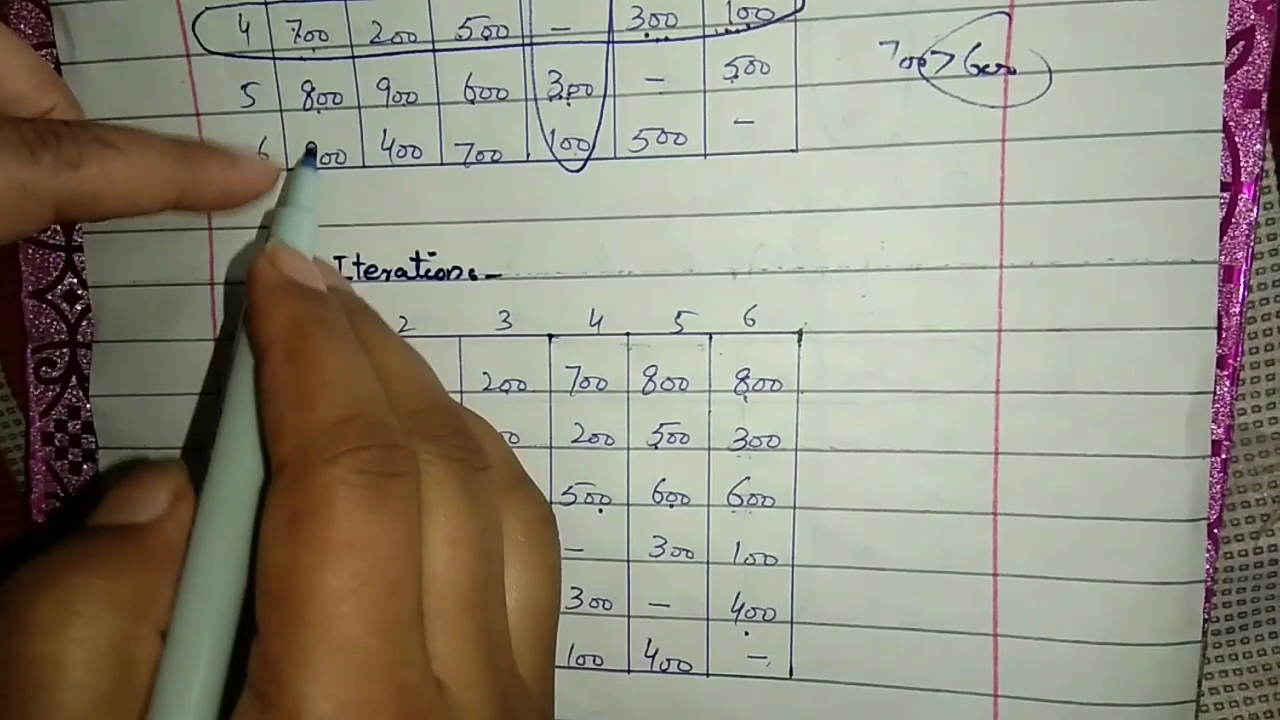 4 700 200 500 – 300 100
700 > 600
5 800 900 600 300 – 500
6 400 700 100 500 –
Iterations–
2 3 4 5 6
200 700 800 800
200 500 300
500 600 600
– 300 100
300 – 400
100 400 –